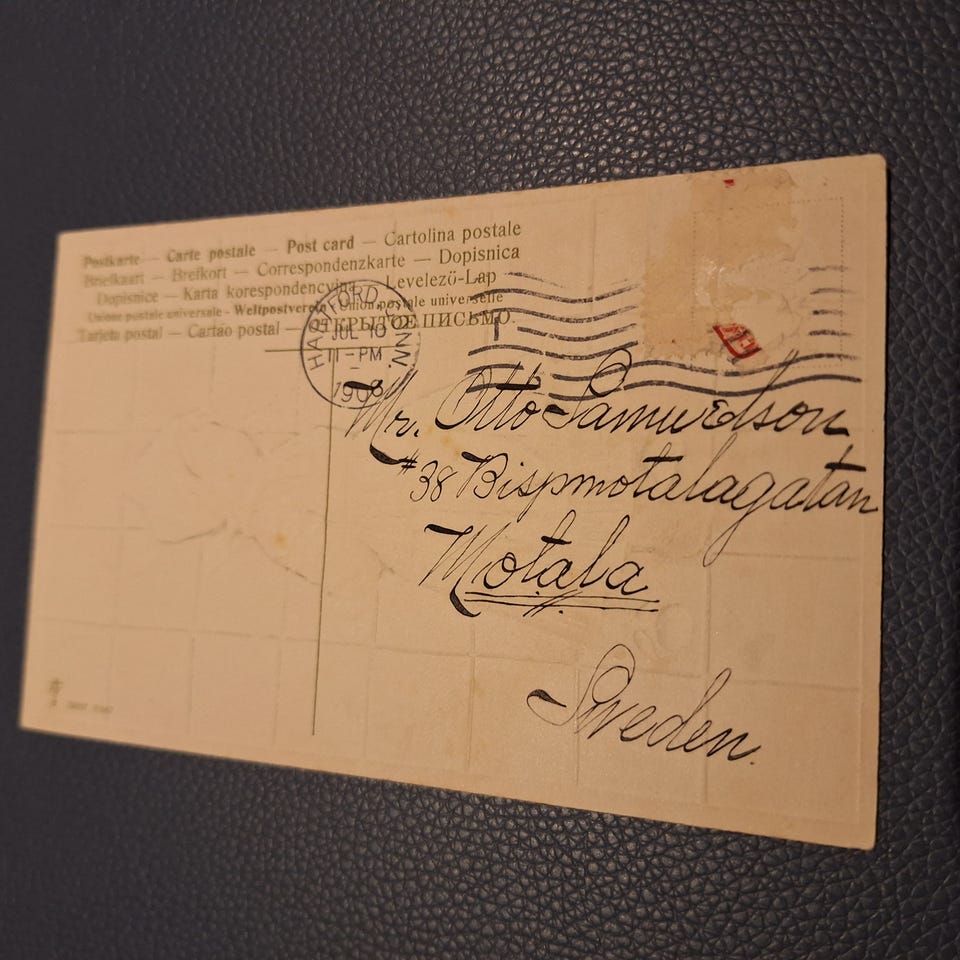 Postkarte — Carte postale — Post card — Cartolina postale
Briefkaart — Brefkort — Correspondenzkarte — Dopisnica
Dopisnice — Karta korespondencyjna — Levelező-Lap
Unione postale universale - Weltpostverein - Union postale universelle
Tarjeta postal — Cartao postal — ОТКРЫТОЕ ПИСЬМО.
HARTFORD, CONN.
JUL 10
11-PM
1908
Mr. Otto Samuelson
#38 Bispmotalagatan
Motala
Sweden.